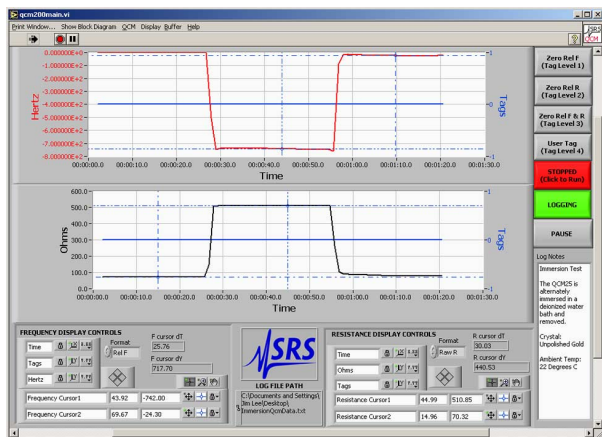 qcm200main.vi
Print Window... Show Block Diagram QCM Display Buffer Help
SRS
QCM
0.000000E+0
-1.000000E+2
-2.000000E+2
-3.000000E+2
-4.000000E+2
-5.000000E+2
-6.000000E+2
-7.000000E+2
-8.000000E+2
Hertz
1
0
-1
Tags
00:00:00.0 00:00:10.0 00:00:20.0 00:00:30.0 00:00:40.0 00:00:50.0 00:01:00.0 00:01:10.0 00:01:20.0 00:01:30.0
Time
600.0
500.0
400.0
300.0
200.0
100.0
0.0
Ohms
1
0
-1
Tags
00:00:00.0 00:00:10.0 00:00:20.0 00:00:30.0 00:00:40.0 00:00:50.0 00:01:00.0 00:01:10.0 00:01:20.0 00:01:30.0
Time
Zero Rel F
(Tag Level 1)
Zero Rel R
(Tag Level 2)
Zero Rel F & R
(Tag Level 3)
User Tag
(Tag Level 4)
STOPPED
(Click to Run)
LOGGING
PAUSE
Log Notes
Immersion Test
The QCM25 is
alternately
immersed in a
deionized water
bath and
removed.
Crystal:
Unpolished Gold
Ambient Temp:
22 Degrees C
FREQUENCY DISPLAY CONTROLS
Time
Tags
Hertz
Format
Rel F
F cursor dT
25.76
F cursor dY
717.70
Frequency Cursor1 43.92 -742.00
Frequency Cursor2 69.67 -24.30
SRS
LOG FILE PATH
C:\Documents and Settings\
Jim Lee\Desktop\
ImmersionQcmData.txt
RESISTANCE DISPLAY CONTROLS
Time
Ohms
Tags
Format
Raw R
R cursor dT
30.03
R cursor dY
440.53
Resistance Cursor1 44.99 510.85
Resistance Cursor2 14.96 70.32